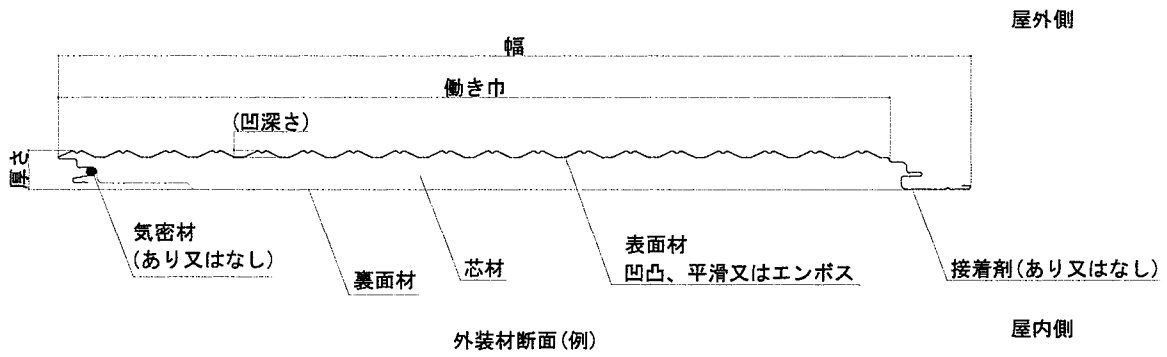 屋外側
幅
働き巾
(凹深さ)
厚さ
気密材
(あり又はなし)
裏面材
芯材
表面材
凹凸、平滑又はエンボス
接着剤(あり又はなし)
屋内側
外装材断面(例)